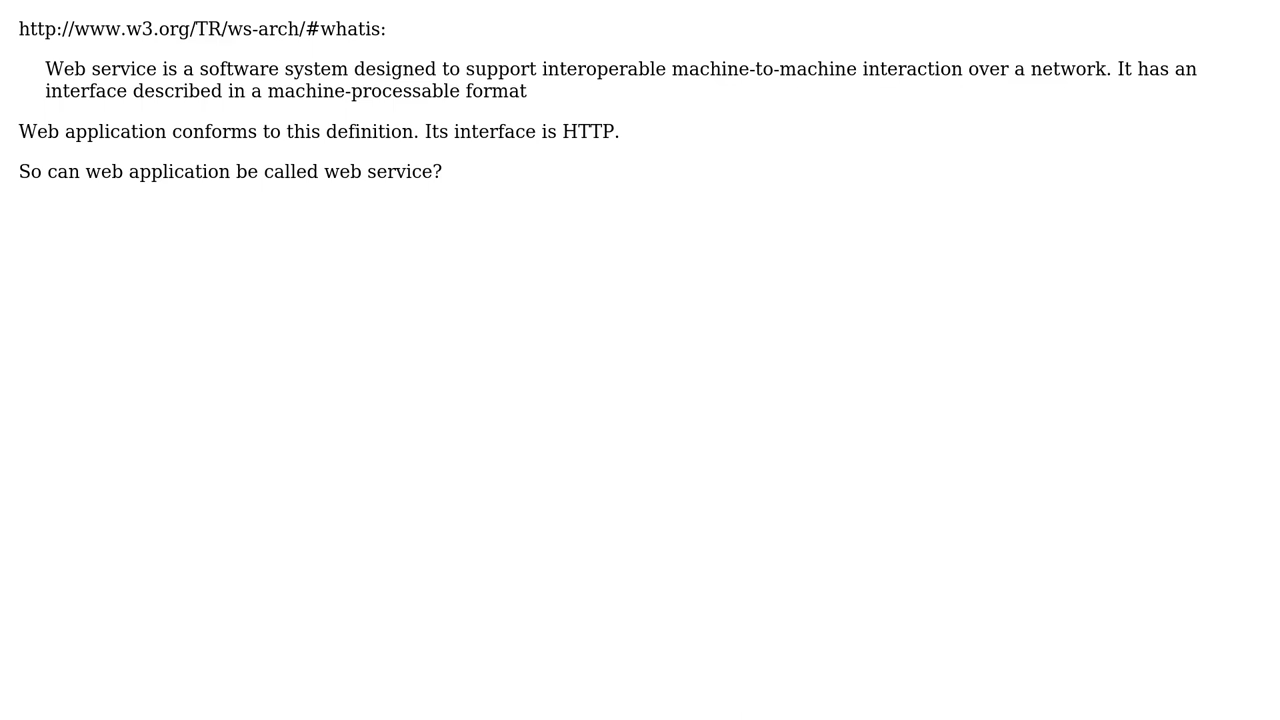 http://www.w3.org/TR/ws-arch/#whatis:
Web service is a software system designed to support interoperable machine-to-machine interaction over a network. It has an
interface described in a machine-processable format
Web application conforms to this definition. Its interface is HTTP.
So can web application be called web service?